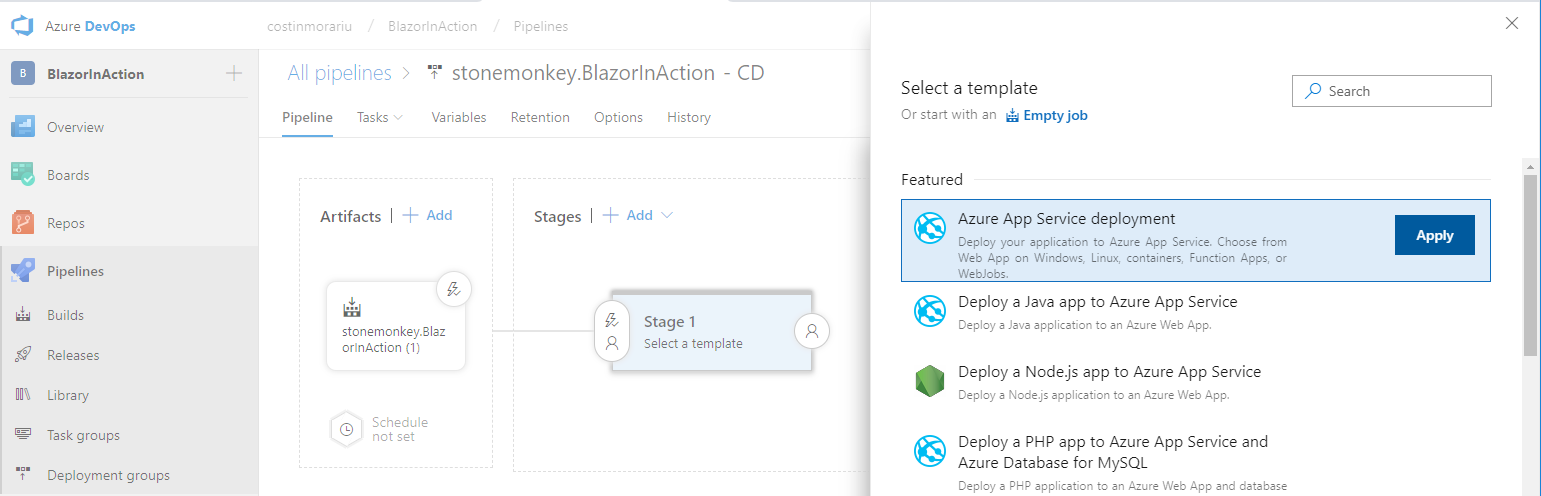 Azure DevOps
costinmorariu / BlazorInAction / Pipelines
B BlazorInAction
Overview
Boards
Repos
Pipelines
Builds
Releases
Library
Task groups
Deployment groups
All pipelines > stonemonkey.BlazorInAction - CD
Pipeline Tasks Variables Retention Options History
Artifacts | + Add
stonemonkey.Blaz
orInAction (1)
Schedule
not set
Stages | + Add
Stage 1
Select a template
Select a template
Or start with an Empty job
Search
Featured
Azure App Service deployment
Deploy your application to Azure App Service. Choose from
Web App on Windows, Linux, containers, Function Apps, or
WebJobs.
Apply
Deploy a Java app to Azure App Service
Deploy a Java application to an Azure Web App.
Deploy a Node.js app to Azure App Service
Deploy a Node.js application to an Azure Web App.
Deploy a PHP app to Azure App Service and
Azure Database for MySQL
Deploy a PHP application to an Azure Web App and database